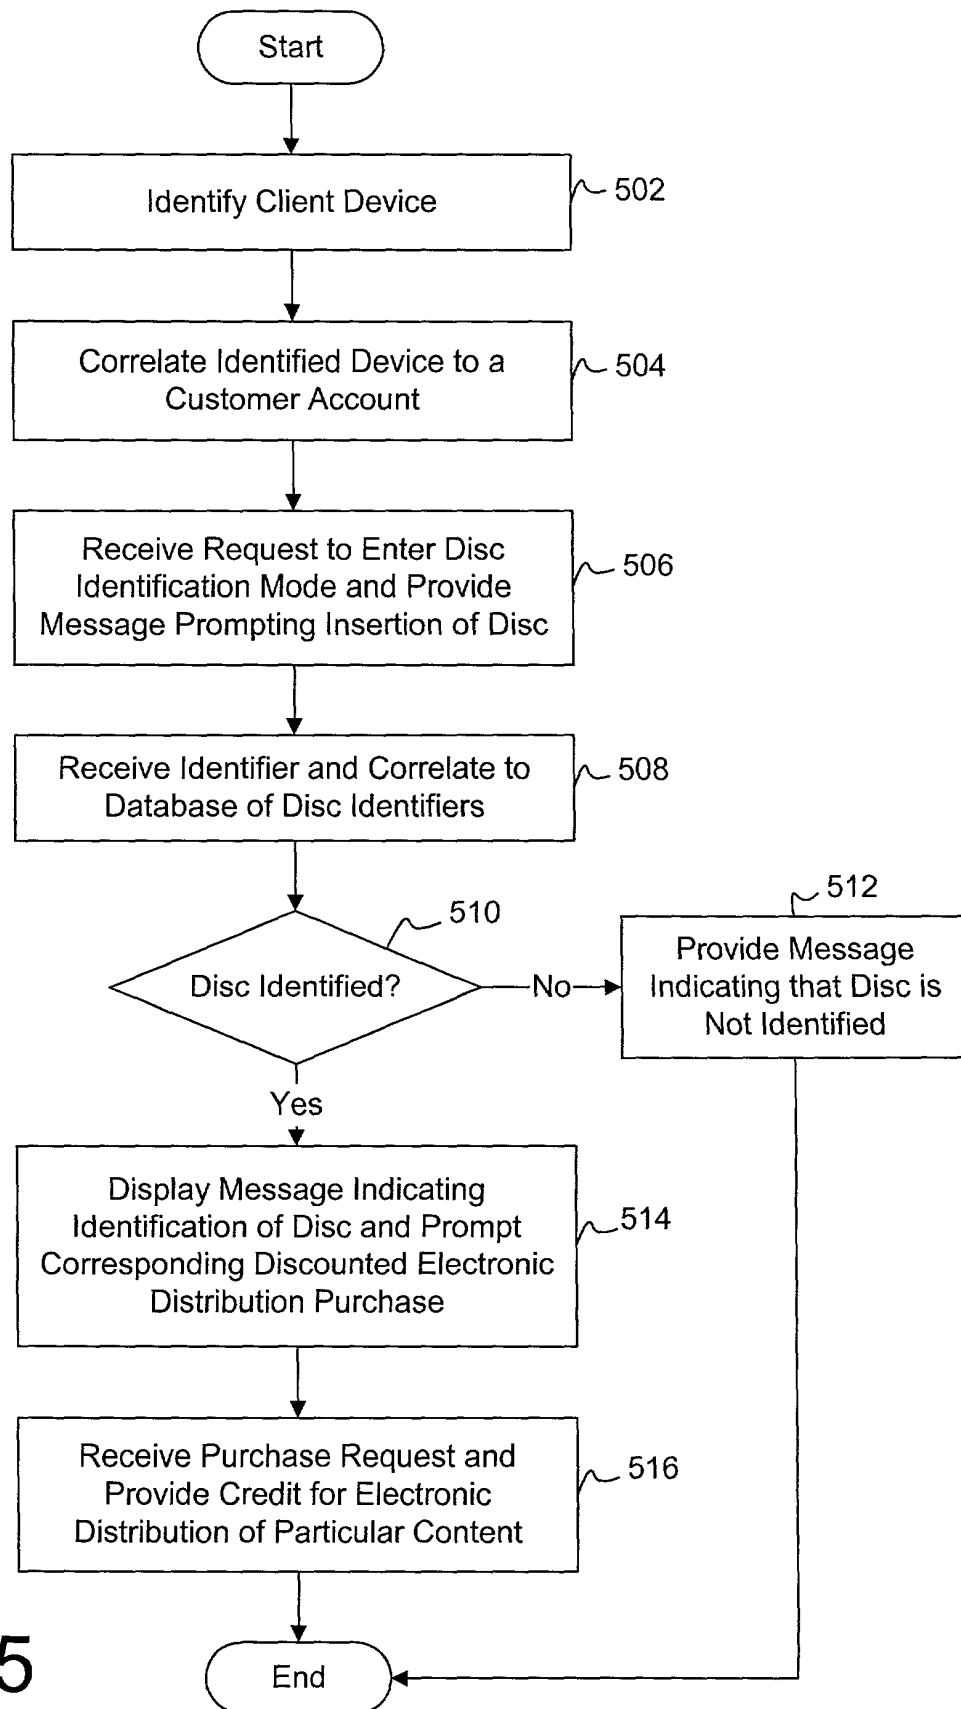 Start
Identify Client Device
502
Correlate Identified Device to a
Customer Account
504
Receive Request to Enter Disc
Identification Mode and Provide
Message Prompting Insertion of Disc
506
Receive Identifier and Correlate to
Database of Disc Identifiers
508
Disc Identified?
510
No
512
Provide Message
Indicating that Disc is
Not Identified
Yes
Display Message Indicating
Identification of Disc and Prompt
Corresponding Discounted Electronic
Distribution Purchase
514
Receive Purchase Request and
Provide Credit for Electronic
Distribution of Particular Content
516
End
5